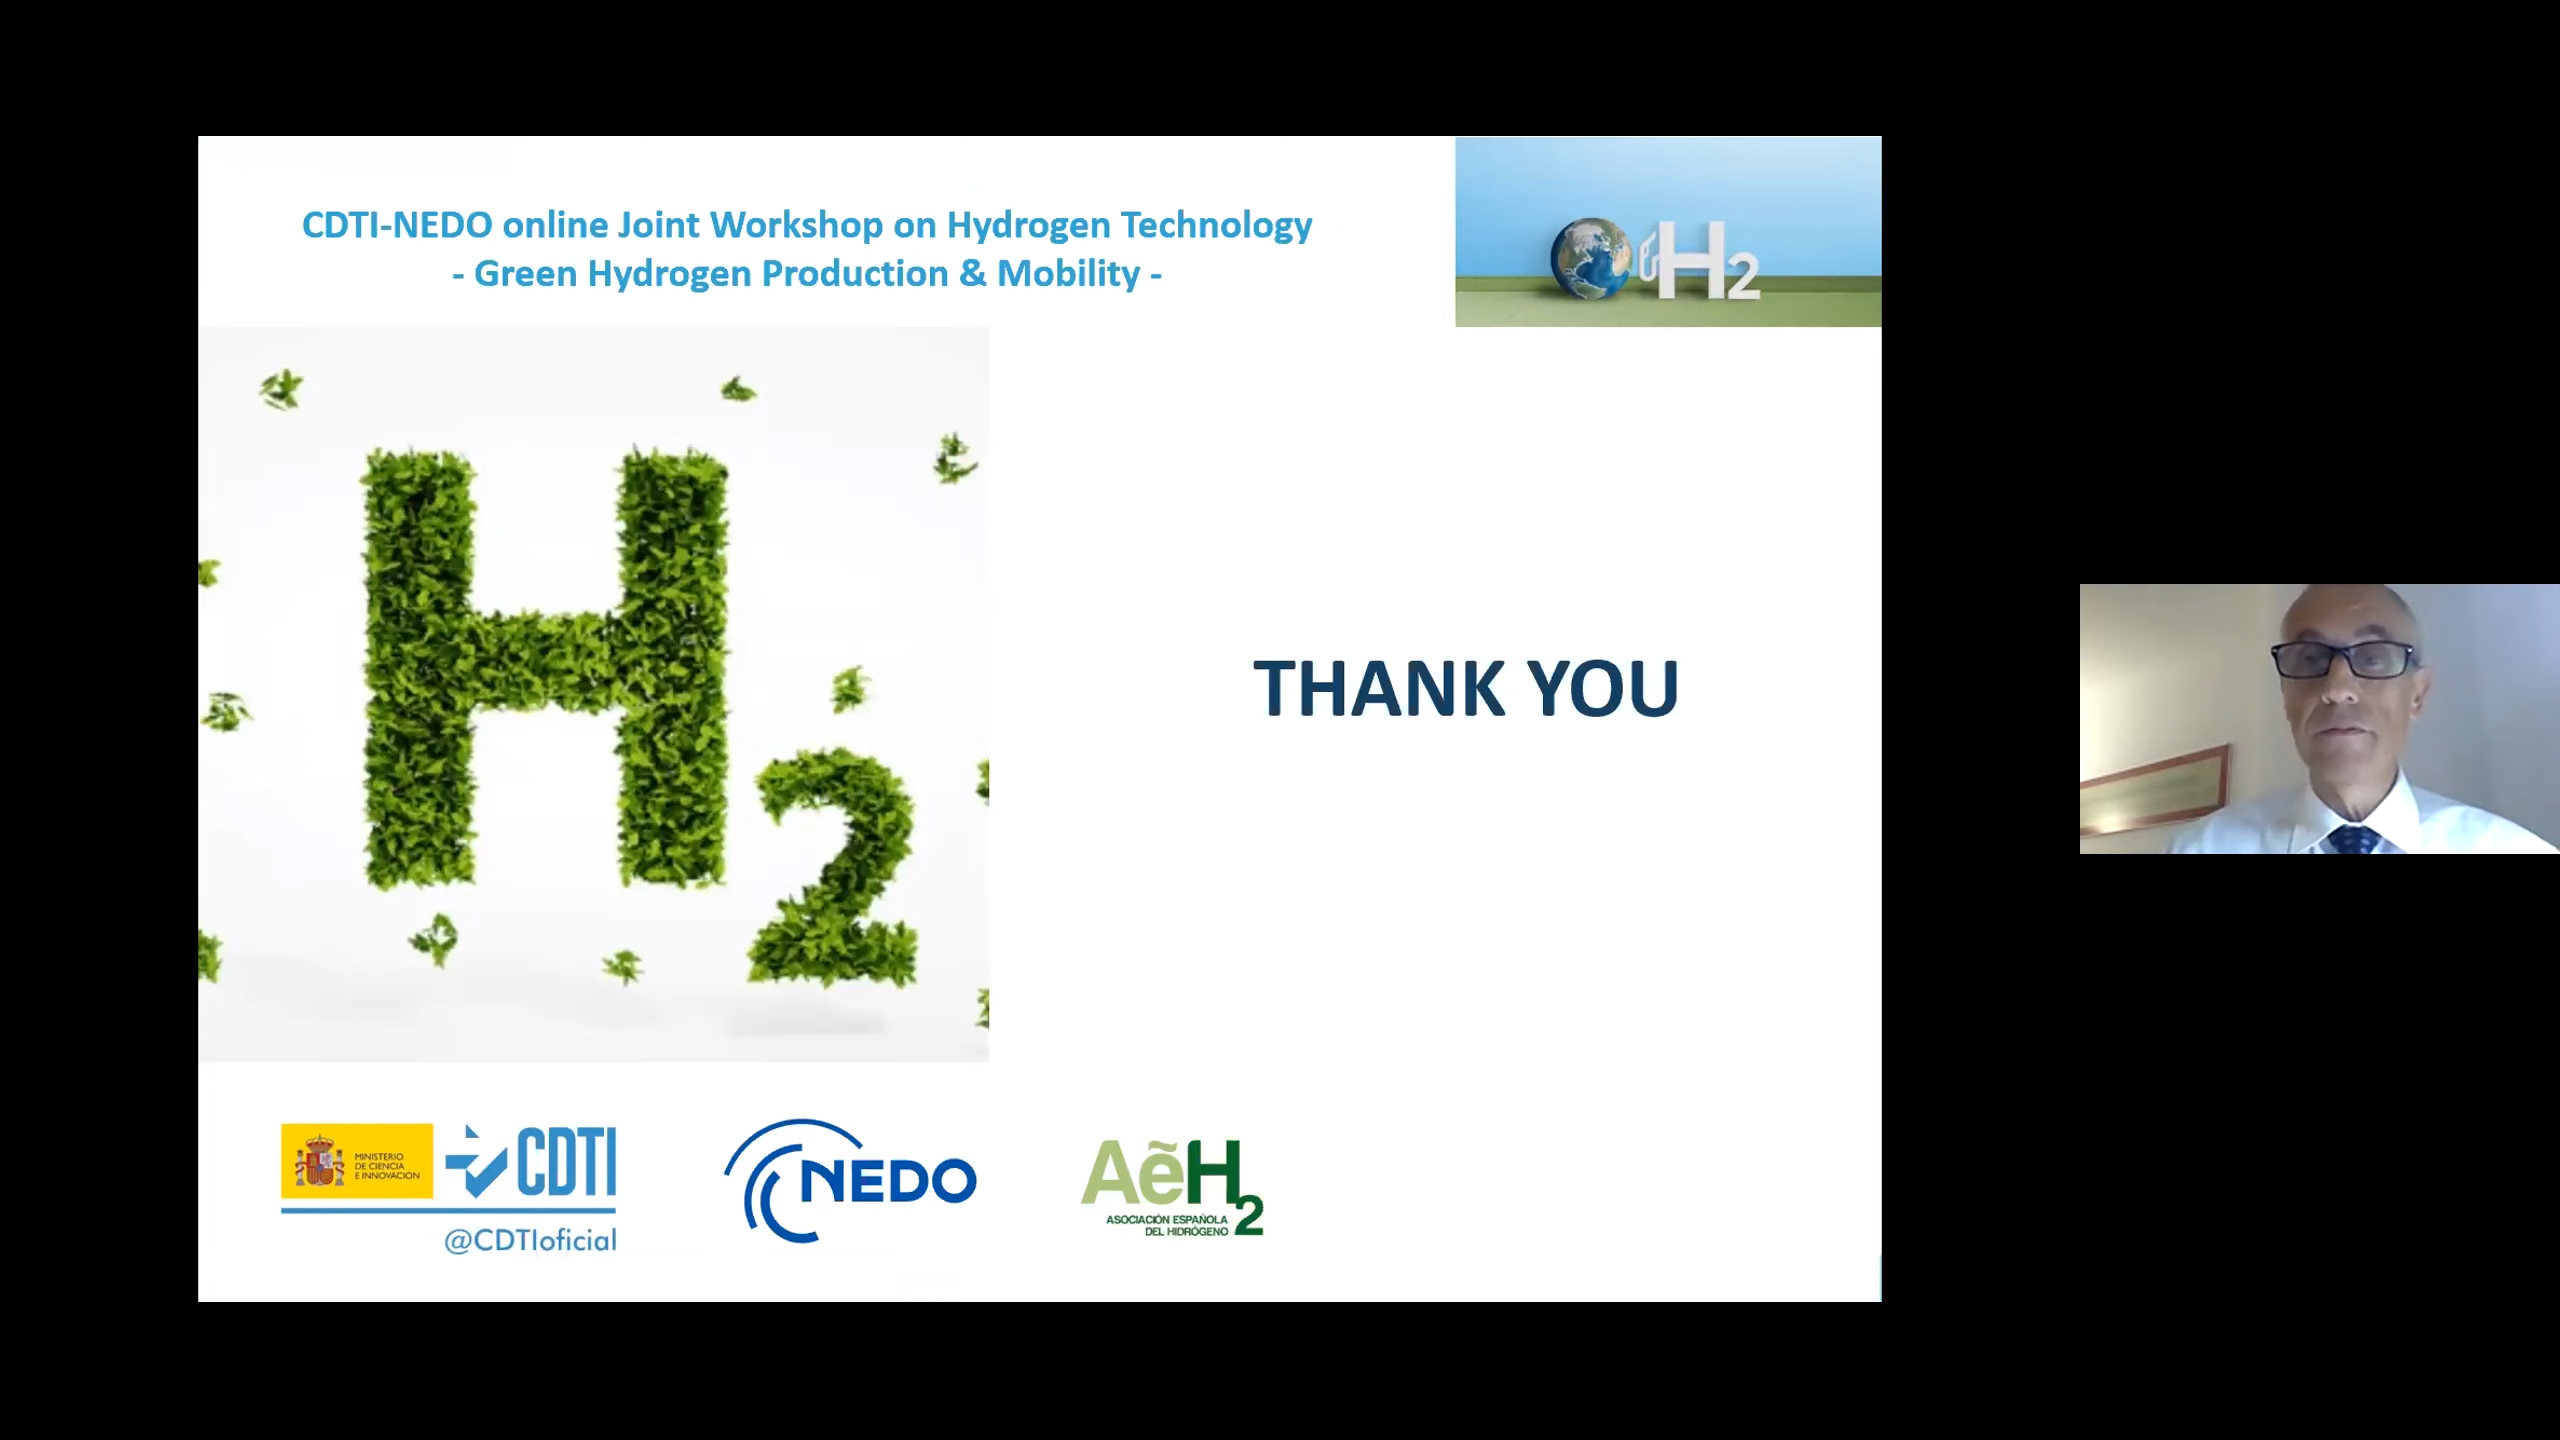 CDTI-NEDO online Joint Workshop on Hydrogen Technology
- Green Hydrogen Production & Mobility -
H2
H2
THANK YOU
MINISTERIO
DE CIENCIA
E INNOVACIÓN
CDTI
@CDTIoficial
NEDO
AẽH2
ASOCIACIÓN ESPAÑOLA
DEL HIDRÓGENO